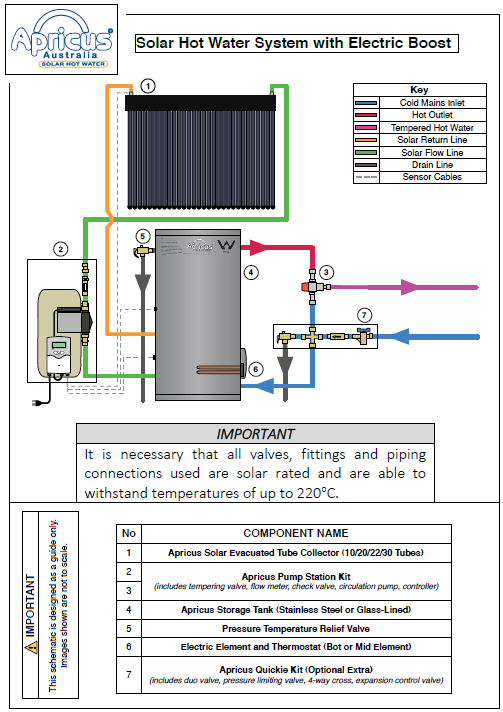 Apricus
Australia
SOLAR HOT WATER
Solar Hot Water System with Electric Boost
Key
Cold Mains Inlet
Hot Outlet
Tempered Hot Water
Solar Return Line
Solar Flow Line
Drain Line
Sensor Cables
1
2
5
Apricus
4
3
7
6
IMPORTANT
It is necessary that all valves, fittings and piping
connections used are solar rated and are able to
withstand temperatures of up to 220°C.
IMPORTANT
This schematic is designed as a guide only.
Images shown are not to scale.
No COMPONENT NAME
1 Apricus Solar Evacuated Tube Collector (10/20/22/30 Tubes)
2
3
Apricus Pump Station Kit
(includes tempering valve, flow meter, check valve, circulation pump, controller)
4 Apricus Storage Tank (Stainless Steel or Glass-Lined)
5 Pressure Temperature Relief Valve
6 Electric Element and Thermostat (Bot or Mid Element)
7 Apricus Quickie Kit (Optional Extra)
(includes duo valve, pressure limiting valve, 4-way cross, expansion control valve)